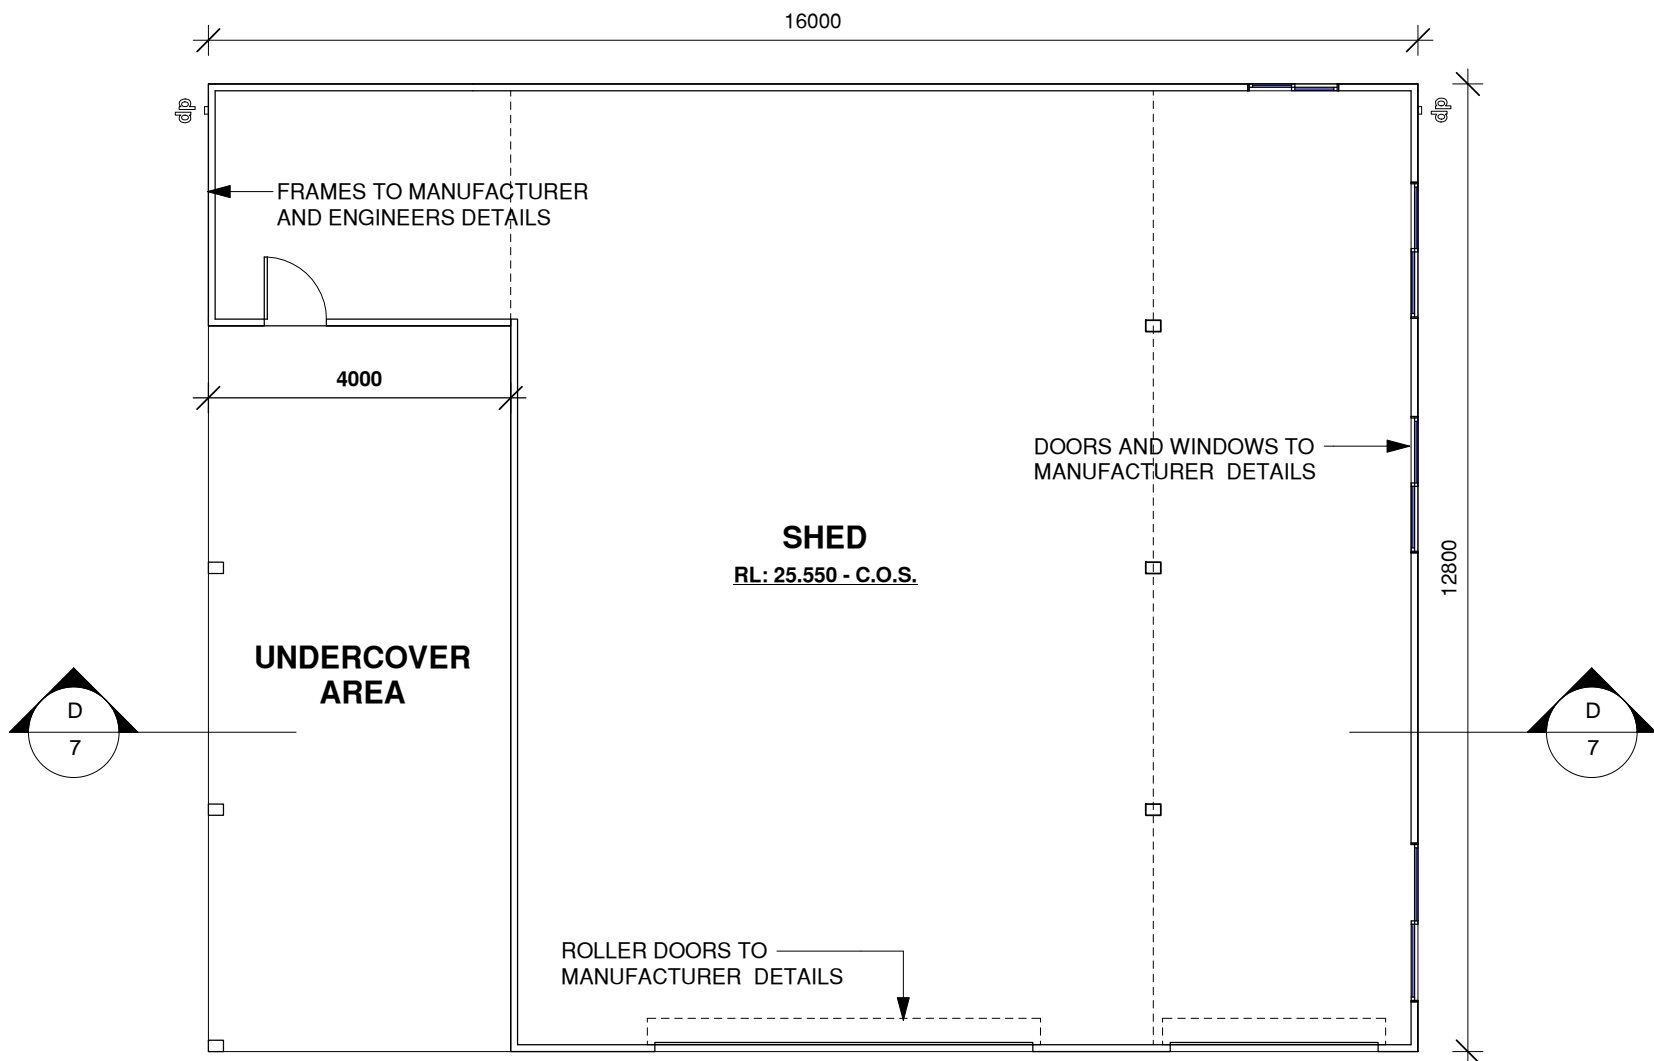 16000
dp
dp
FRAMES TO MANUFACTURER
AND ENGINEERS DETAILS
4000
DOORS AND WINDOWS TO
MANUFACTURER DETAILS
SHED
RL: 25.550 - C.O.S.
12800
UNDERCOVER
AREA
D
7
D
7
ROLLER DOORS TO
MANUFACTURER DETAILS